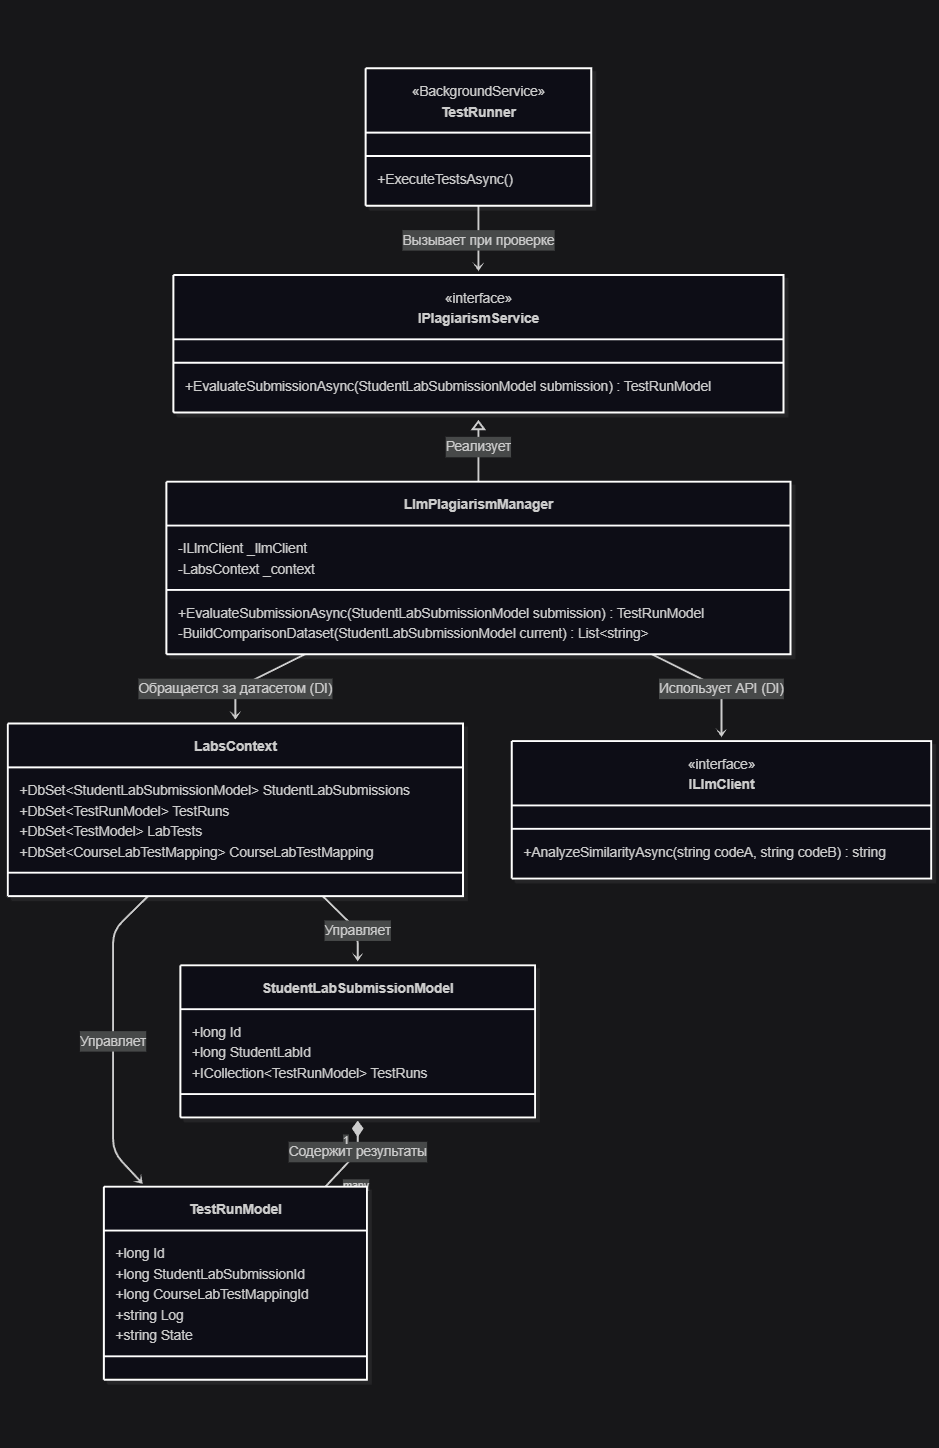 «BackgroundService»
TestRunner
+ExecuteTestsAsync()
Вызывает при проверке
«interface»
IPlagiarismService
+EvaluateSubmissionAsync(StudentLabSubmissionModel submission) : TestRunModel
Реализует
LlmPlagiarismManager
-ILlmClient _llmClient
-LabsContext _context
+EvaluateSubmissionAsync(StudentLabSubmissionModel submission) : TestRunModel
-BuildComparisonDataset(StudentLabSubmissionModel current) : List<string>
Обращается за датасетом (DI)
Использует API (DI)
LabsContext
+DbSet<StudentLabSubmissionModel> StudentLabSubmissions
+DbSet<TestRunModel> TestRuns
+DbSet<TestModel> LabTests
+DbSet<CourseLabTestMapping> CourseLabTestMapping
«interface»
ILlmClient
+AnalyzeSimilarityAsync(string codeA, string codeB) : string
Управляет
StudentLabSubmissionModel
+long Id
+long StudentLabId
+ICollection<TestRunModel> TestRuns
Управляет
1
Содержит результаты
many
TestRunModel
+long Id
+long StudentLabSubmissionId
+long CourseLabTestMappingId
+string Log
+string State